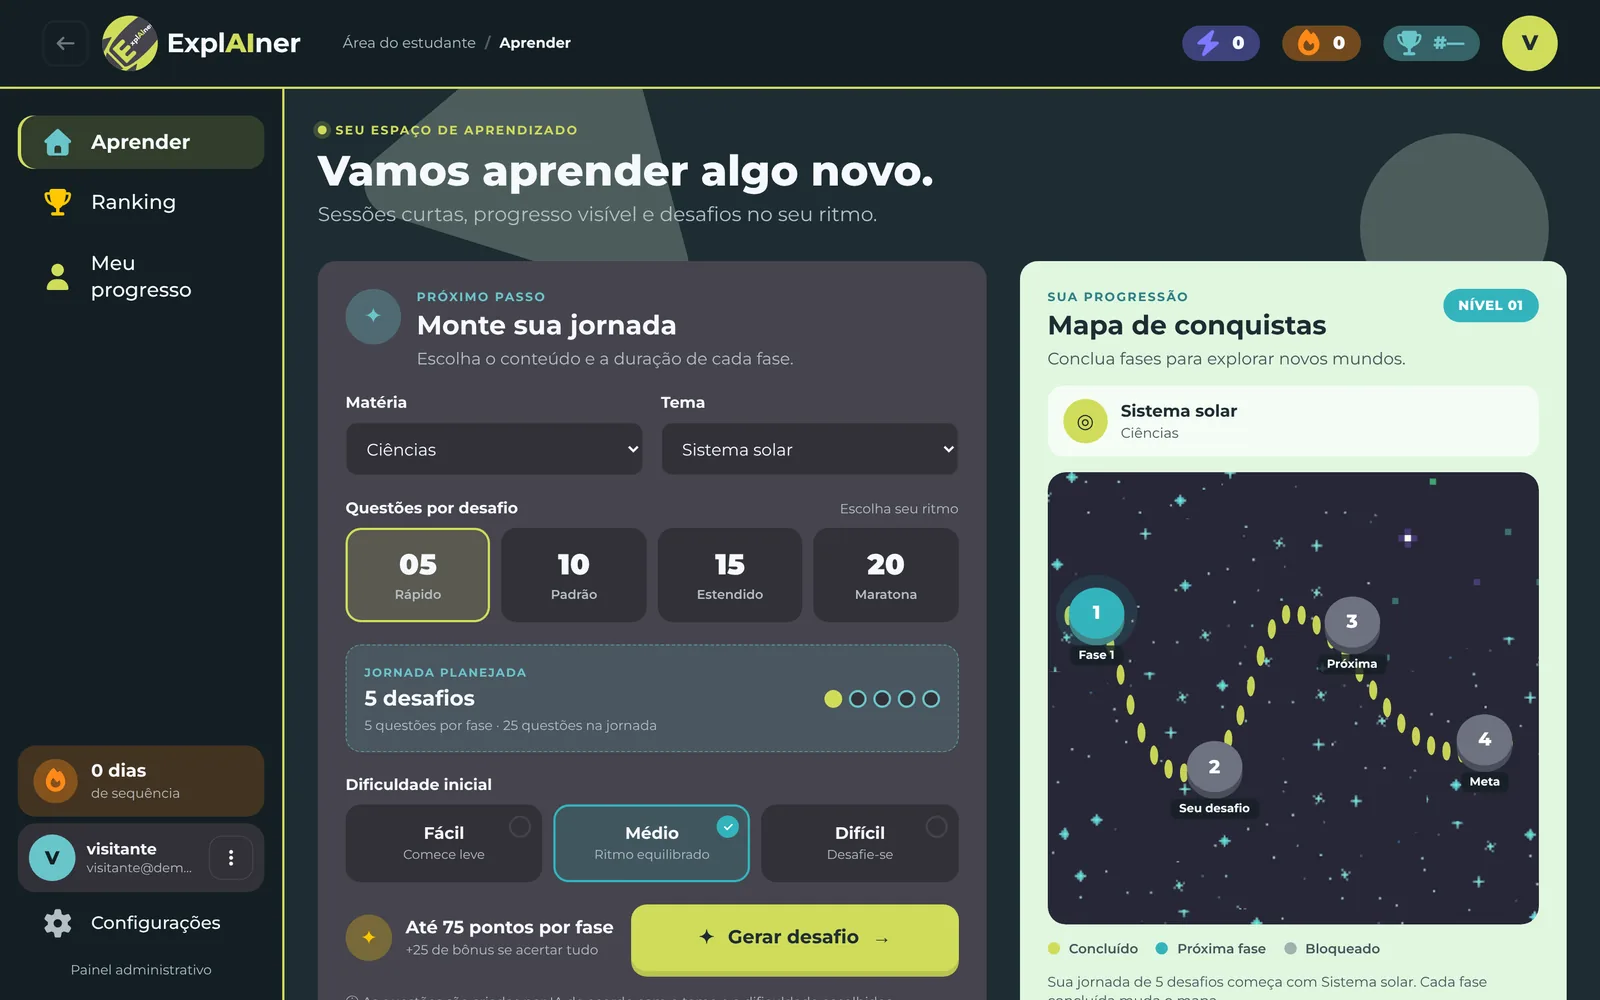 ExplAIner
Área do estudante / Aprender
0
0
#—
V
Aprender
Ranking
Meu
progresso
0 dias
de sequência
V
visitante
visitante@dem...
Configurações
Painel administrativo
SEU ESPAÇO DE APRENDIZADO
Vamos aprender algo novo.
Sessões curtas, progresso visível e desafios no seu ritmo.
PRÓXIMO PASSO
Monte sua jornada
Escolha o conteúdo e a duração de cada fase.
Matéria
Tema
Ciências
Sistema solar
Questões por desafio
Escolha seu ritmo
05
Rápido
10
Padrão
15
Estendido
20
Maratona
JORNADA PLANEJADA
5 desafios
5 questões por fase · 25 questões na jornada
Dificuldade inicial
Fácil
Comece leve
Médio
Ritmo equilibrado
Difícil
Desafie-se
Até 75 pontos por fase
+25 de bônus se acertar tudo
Gerar desafio →
SUA PROGRESSÃO
Mapa de conquistas
NÍVEL 01
Conclua fases para explorar novos mundos.
Sistema solar
Ciências
1
Fase 1
2
Seu desafio
3
Próxima
4
Meta
Concluído
Próxima fase
Bloqueado
Sua jornada de 5 desafios começa com Sistema solar. Cada fase